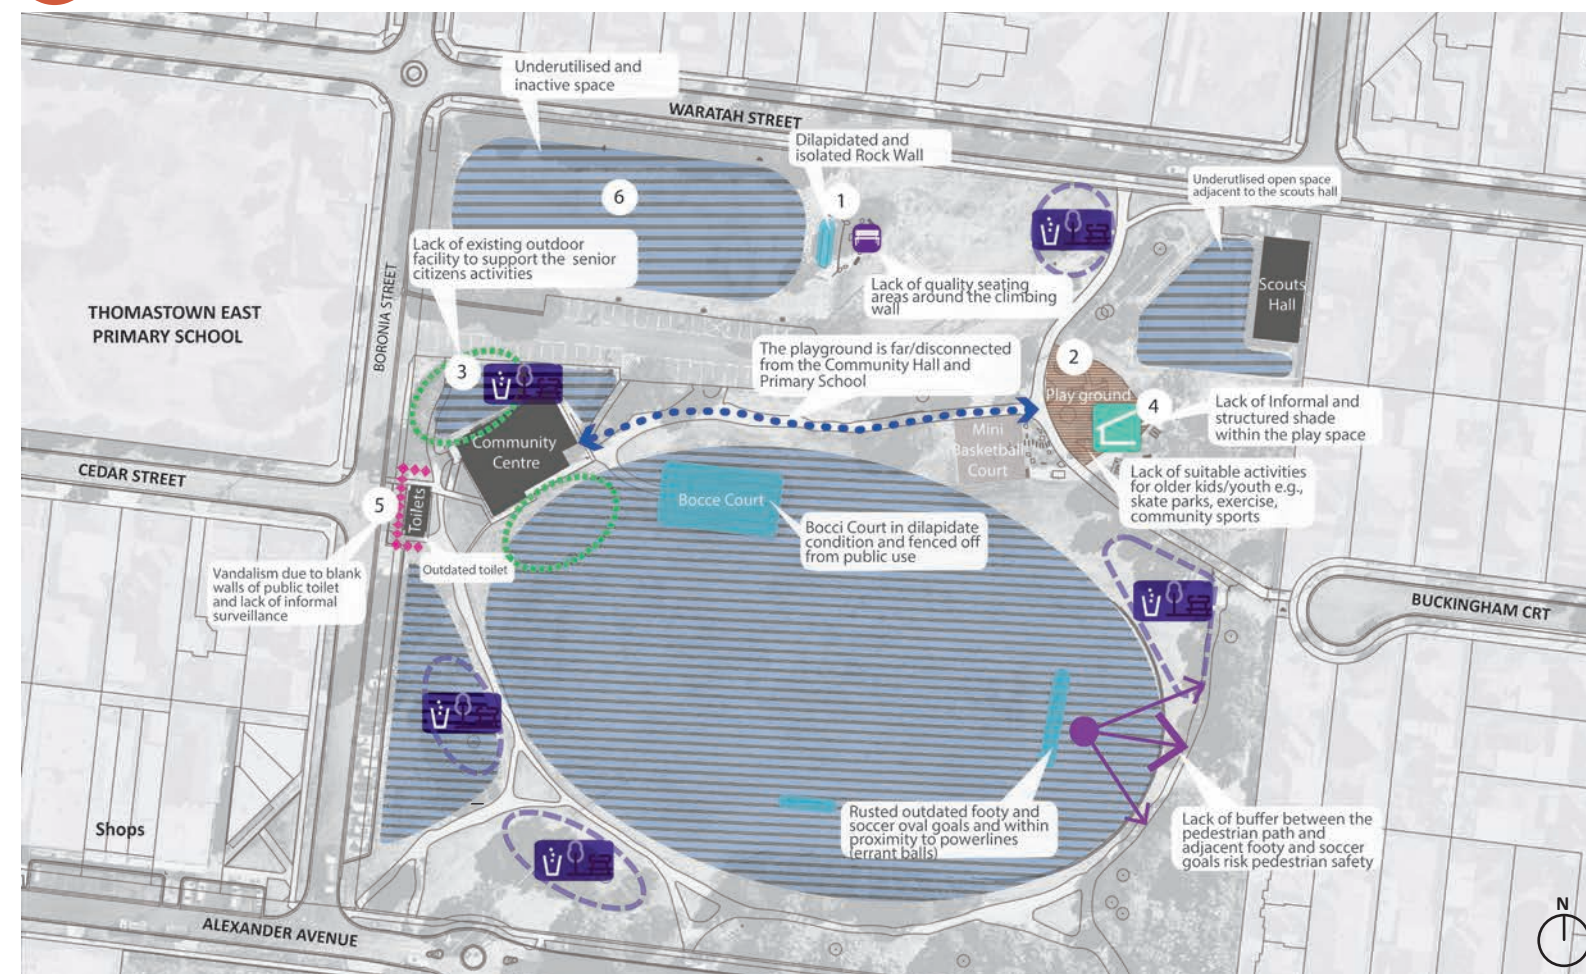 Underutilised and
inactive space
WARATAH STREET
Dilapidated and
isolated Rock Wall
Underutlised open space
adjacent to the scouts hall
6
1
Lack of existing outdoor
facility to support the senior
citizens activities
BORONIA STREET
Lack of quality seating
areas around the climbing
wall
Scouts
Hall
THOMASTOWN EAST
PRIMARY SCHOOL
The playground is far/disconnected
from the Community Hall and
Primary School
2
3
Play ground
4
Lack of Informal and
structured shade
within the play space
Community
Centre
Mini
Basketball
Court
CEDAR STREET
Lack of suitable activities
for older kids/youth e.g.,
skate parks, exercise,
community sports
5
Toilets
Bocce Court
Bocci Court in dilapidate
condition and fenced off
from public use
Outdated toilet
Vandalism due to blank
walls of public toilet
and lack of informal
surveillance
BUCKINGHAM CRT
Rusted outdated footy and
soccer oval goals and within
proximity to powerlines
(errant balls)
Lack of buffer between the
pedestrian path and
adjacent footy and soccer
goals risk pedestrian safety
Shops
ALEXANDER AVENUE
N